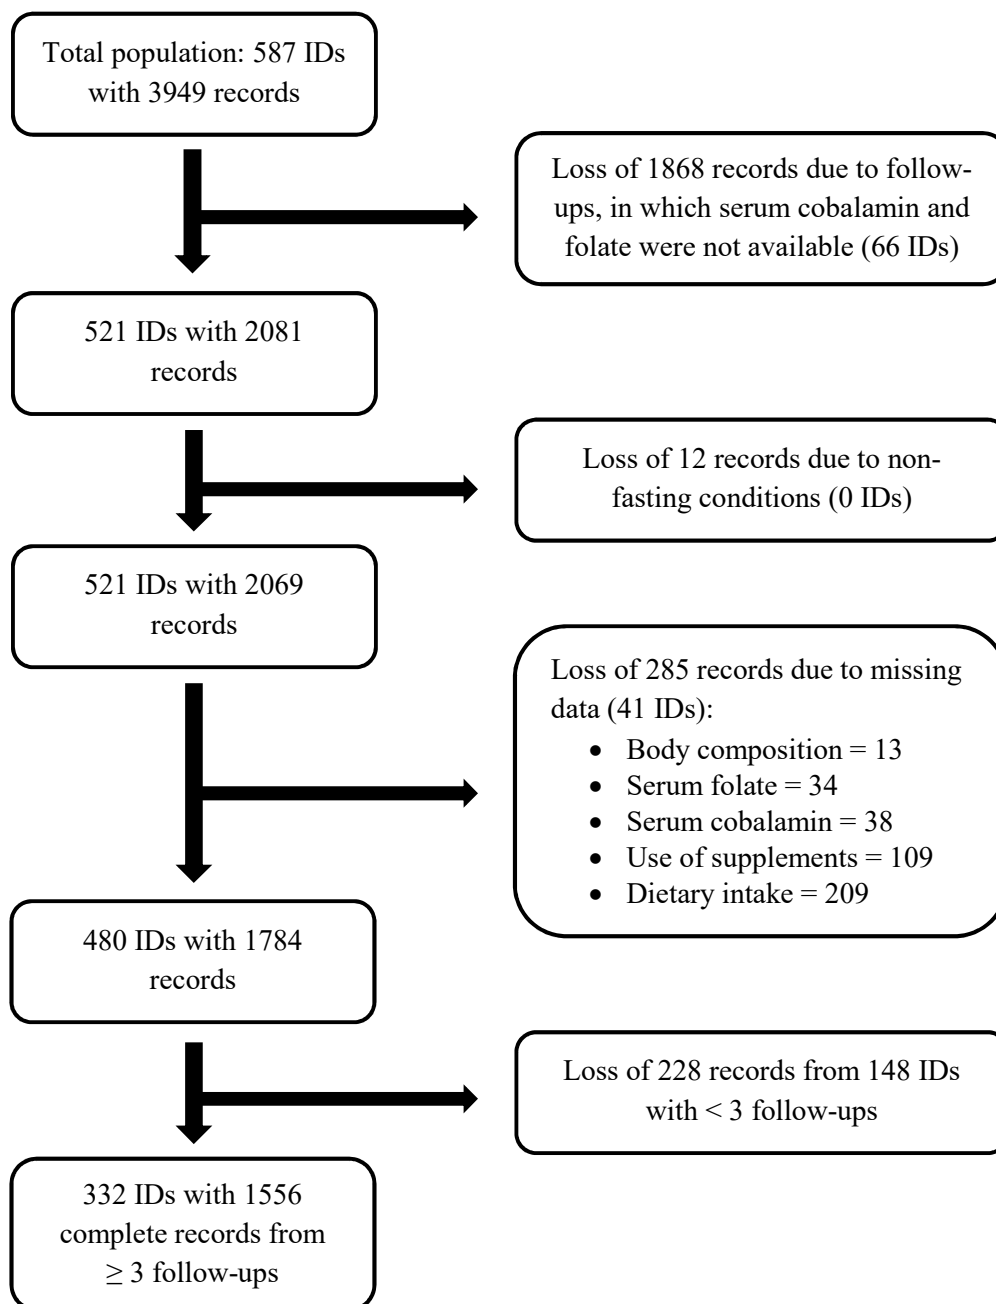 Total population: 587 IDs
with 3949 records
Loss of 1868 records due to follow-
ups, in which serum cobalamin and
folate were not available (66 IDs)
521 IDs with 2081
records
Loss of 12 records due to non-
fasting conditions (0 IDs)
521 IDs with 2069
records
Loss of 285 records due to missing
data (41 IDs):
• Body composition = 13
• Serum folate = 34
• Serum cobalamin = 38
• Use of supplements = 109
• Dietary intake = 209
480 IDs with 1784
records
Loss of 228 records from 148 IDs
with < 3 follow-ups
332 IDs with 1556
complete records from
≥ 3 follow-ups